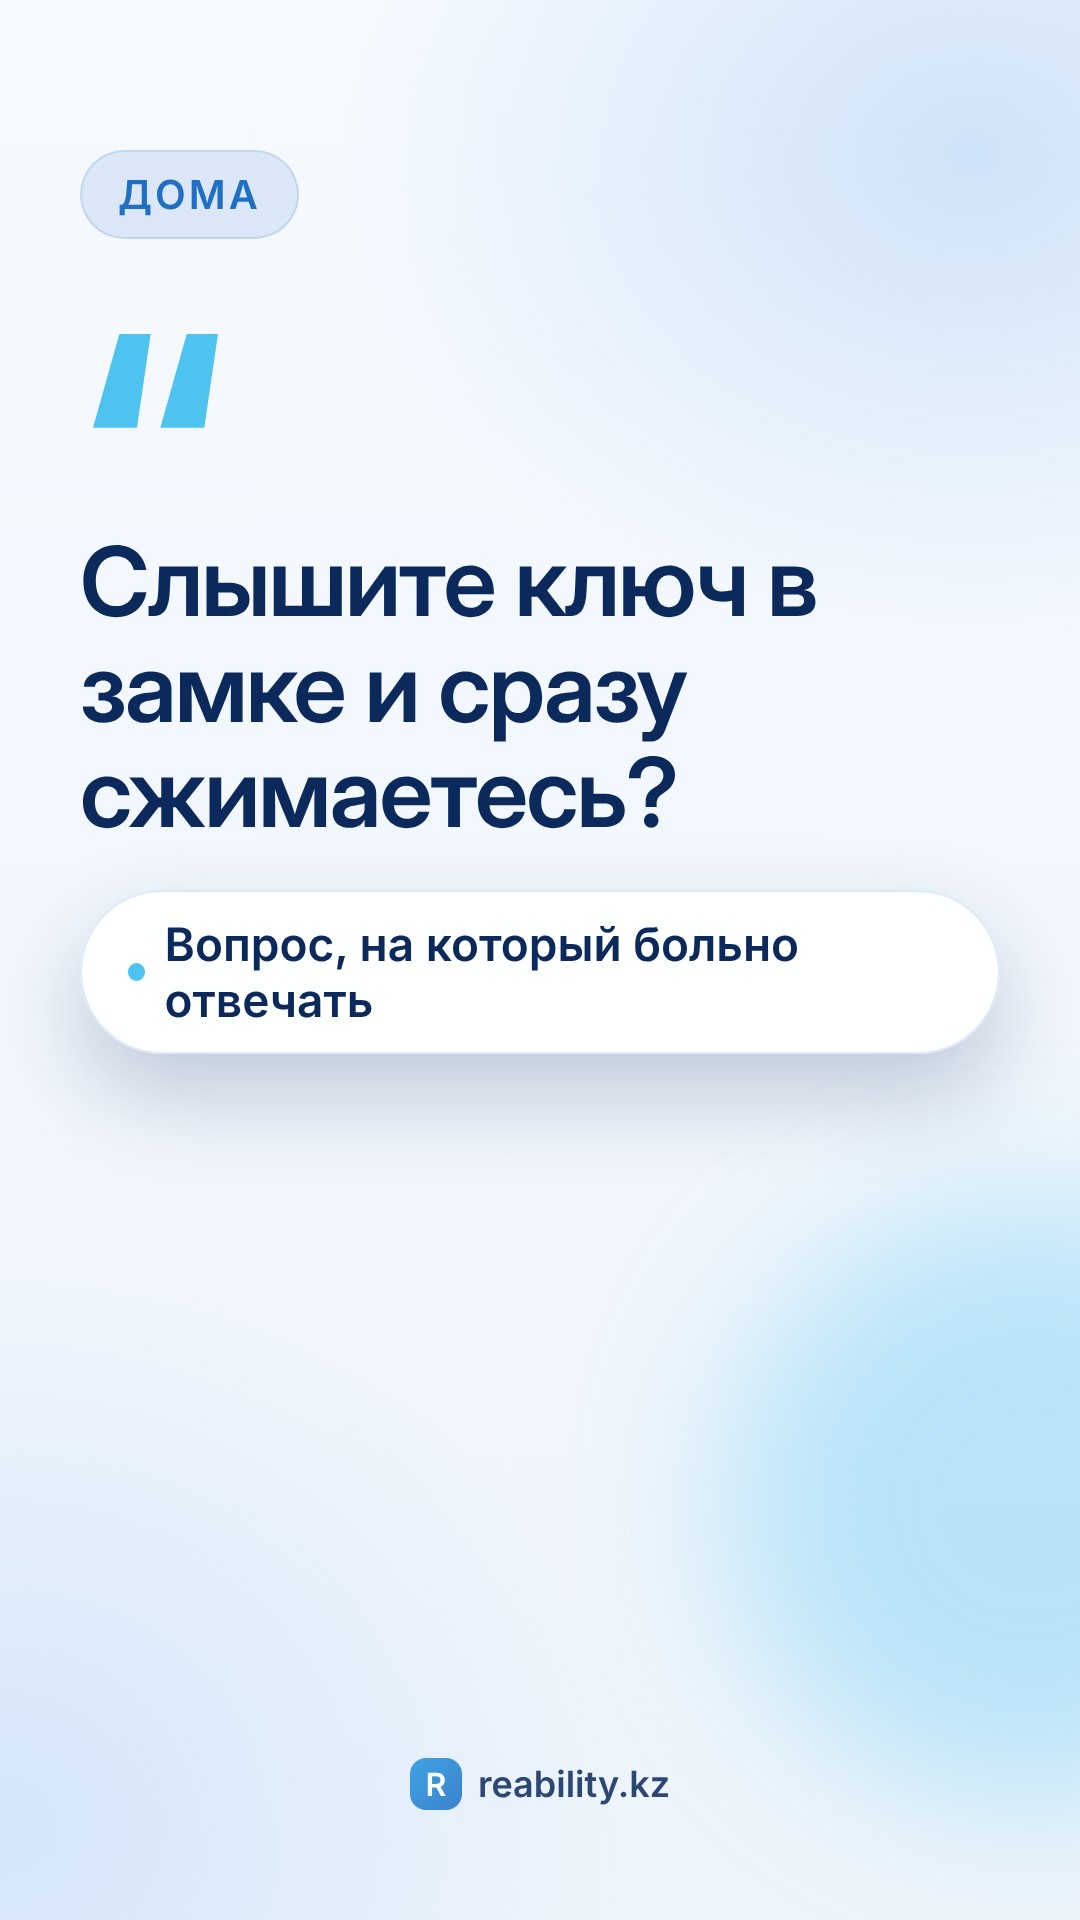 ДОМА
"
Слышите ключ в
замке и сразу
сжимаетесь?
Вопрос, на который больно
отвечать
R reability.kz